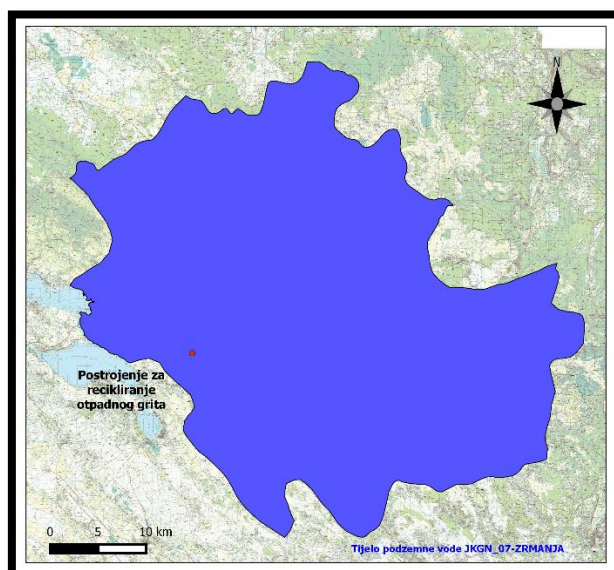 N
Postrojenje za
recikliranje
otpadnog grita
0 5 10 km
Tijelo podzemne vode JKGN_07-ZRMANJA